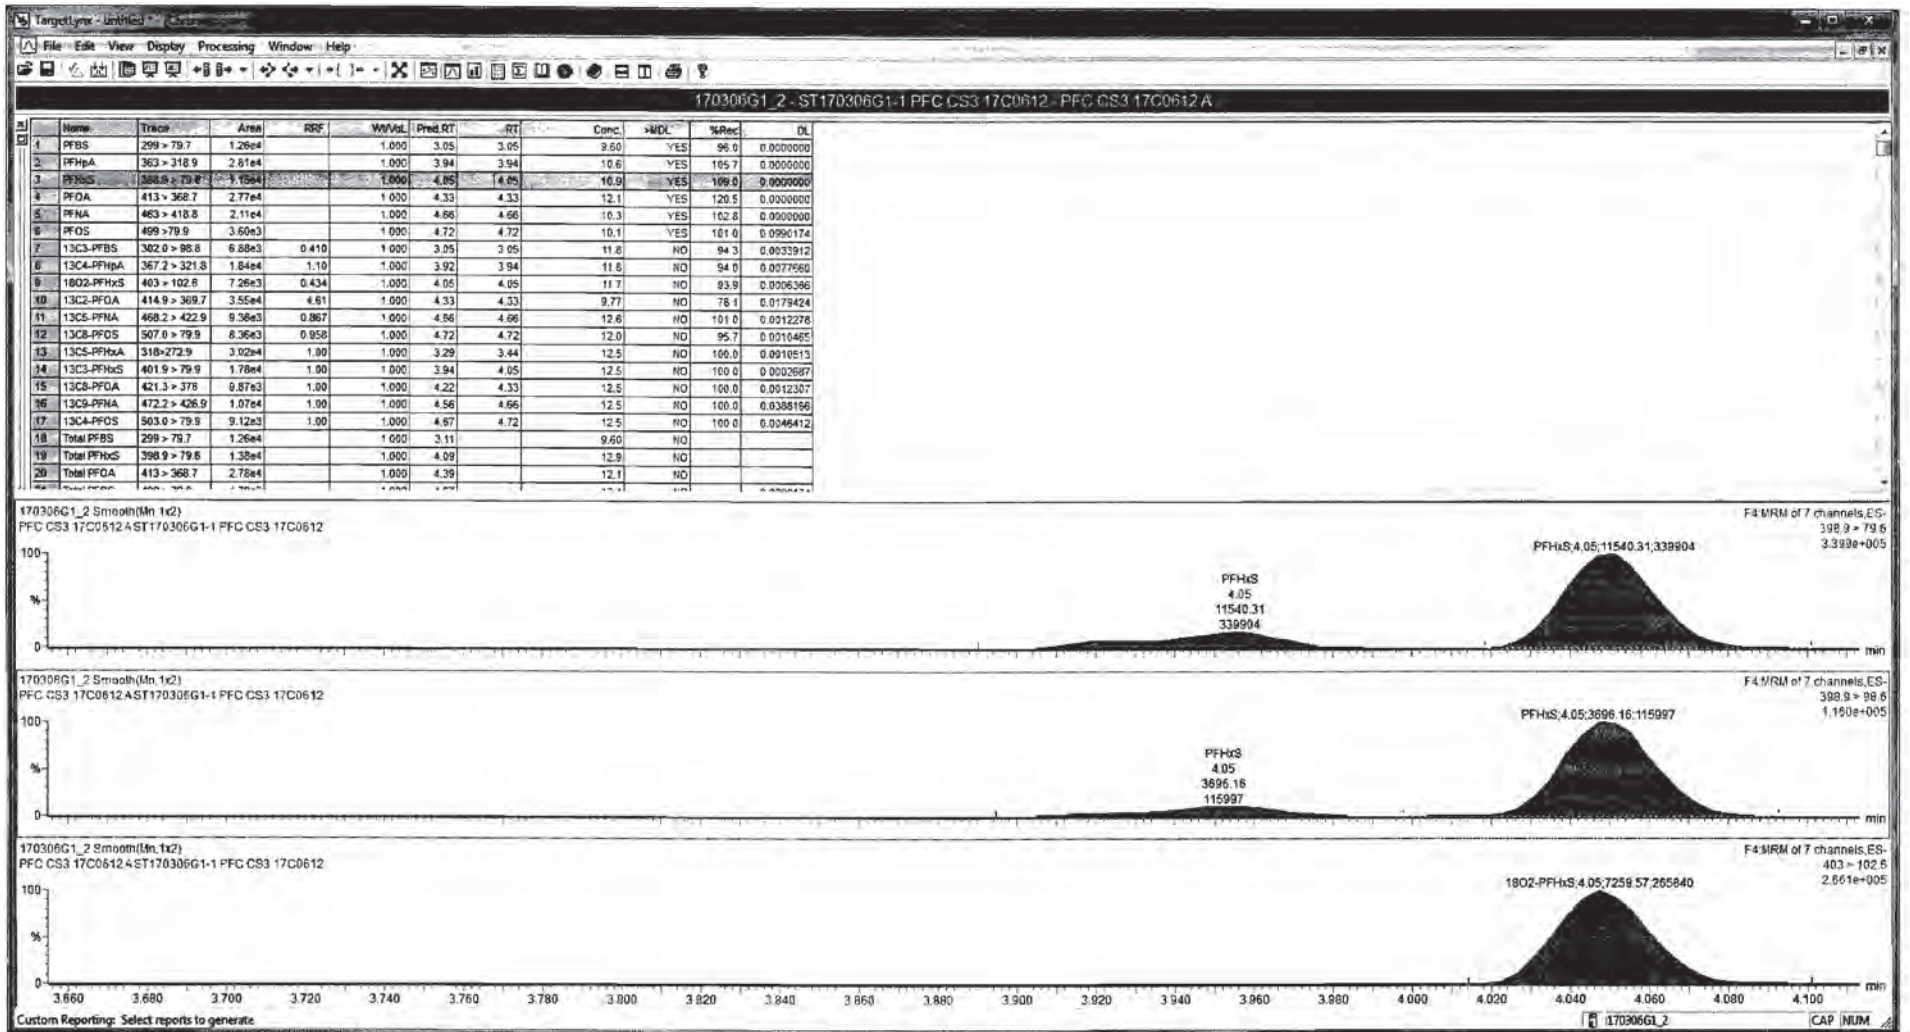 TargetLynx - untitled *
File Edit View Display Processing Window Help
170306G1_2 - ST170306G1-1 PFC CS3 17C0612 - PFC CS3 17C0612 A
Name Trace Area RRF Wt/Vol. Pred.RT RT Conc. >MDL %Rec DL
1 PFBS 299 > 79.7 1.26e4 1.000 3.05 3.05 9.60 YES 96.0 0.0000000
2 PFHpA 363 > 318.9 2.81e4 1.000 3.94 3.94 10.6 YES 105.7 0.0000000
3 PFHxS 398.9 > 79.6 1.15e4 1.000 4.05 4.05 10.9 YES 109.0 0.0000000
4 PFOA 413 > 368.7 2.77e4 1.000 4.33 4.33 12.1 YES 120.5 0.0000000
5 PFNA 463 > 418.8 2.11e4 1.000 4.66 4.66 10.3 YES 102.8 0.0000000
6 PFOS 499 >79.9 3.60e3 1.000 4.72 4.72 10.1 YES 101.0 0.0990174
7 13C3-PFBS 302.0 > 98.8 6.88e3 0.410 1.000 3.05 3.05 11.8 NO 94.3 0.0033912
8 13C4-PFHpA 367.2 > 321.8 1.84e4 1.10 1.000 3.92 3.94 11.8 NO 94.0 0.0077660
9 18O2-PFHxS 403 > 102.6 7.26e3 0.434 1.000 4.05 4.05 11.7 NO 93.9 0.0006366
10 13C2-PFOA 414.9 > 369.7 3.55e4 4.61 1.000 4.33 4.33 9.77 NO 78.1 0.0179424
11 13C5-PFNA 468.2 > 422.9 9.36e3 0.867 1.000 4.66 4.66 12.6 NO 101.0 0.0012278
12 13C8-PFOS 507.0 > 79.9 8.36e3 0.958 1.000 4.72 4.72 12.0 NO 95.7 0.0010465
13 13C5-PFHxA 318>272.9 3.02e4 1.00 1.000 3.29 3.44 12.5 NO 100.0 0.0010513
14 13C3-PFHxS 401.9 > 79.9 1.78e4 1.00 1.000 3.94 4.05 12.5 NO 100.0 0.0002687
15 13C8-PFOA 421.3 > 376 9.87e3 1.00 1.000 4.22 4.33 12.5 NO 100.0 0.0012307
16 13C9-PFNA 472.2 > 426.9 1.07e4 1.00 1.000 4.56 4.66 12.5 NO 100.0 0.0388156
17 13C4-PFOS 503.0 > 79.9 9.12e3 1.00 1.000 4.67 4.72 12.5 NO 100.0 0.0046412
18 Total PFBS 299 > 79.7 1.26e4 1.000 3.11 9.60 NO
19 Total PFHxS 398.9 > 79.6 1.38e4 1.000 4.09 12.9 NO
20 Total PFOA 413 > 368.7 2.78e4 1.000 4.39 12.1 NO
170306G1_2 Smooth(Mn,1x2)
PFC CS3 17C0612 A ST170306G1-1 PFC CS3 17C0612
F4:MRM of 7 channels,ES-
398.9 > 79.6
3.399e+005
PFHxS;4.05;11540.31;339904
PFHxS
4.05
11540.31
339904
100
%
0
min
170306G1_2 Smooth(Mn,1x2)
PFC CS3 17C0612 A ST170306G1-1 PFC CS3 17C0612
F4:MRM of 7 channels,ES-
398.9 > 98.6
1.160e+005
PFHxS;4.05;3696.16;115997
PFHxS
4.05
3696.16
115997
100
%
0
min
170306G1_2 Smooth(Mn,1x2)
PFC CS3 17C0612 A ST170306G1-1 PFC CS3 17C0612
F4:MRM of 7 channels,ES-
403 > 102.6
2.661e+005
18O2-PFHxS;4.05;7259.57;265840
100
%
0
min
3.660 3.680 3.700 3.720 3.740 3.760 3.780 3.800 3.820 3.840 3.860 3.880 3.900 3.920 3.940 3.960 3.980 4.000 4.020 4.040 4.060 4.080 4.100
Custom Reporting: Select reports to generate
170306G1_2
CAP NUM